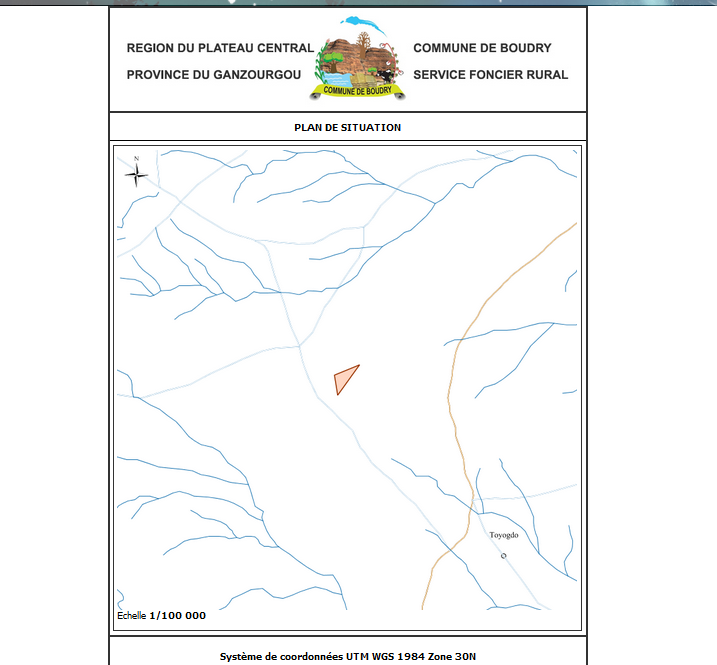 REGION DU PLATEAU CENTRAL
PROVINCE DU GANZOURGOU
COMMUNE DE BOUDRY
COMMUNE DE BOUDRY
SERVICE FONCIER RURAL
PLAN DE SITUATION
N
Toyogdo
Echelle 1/100 000
Système de coordonnées UTM WGS 1984 Zone 30N